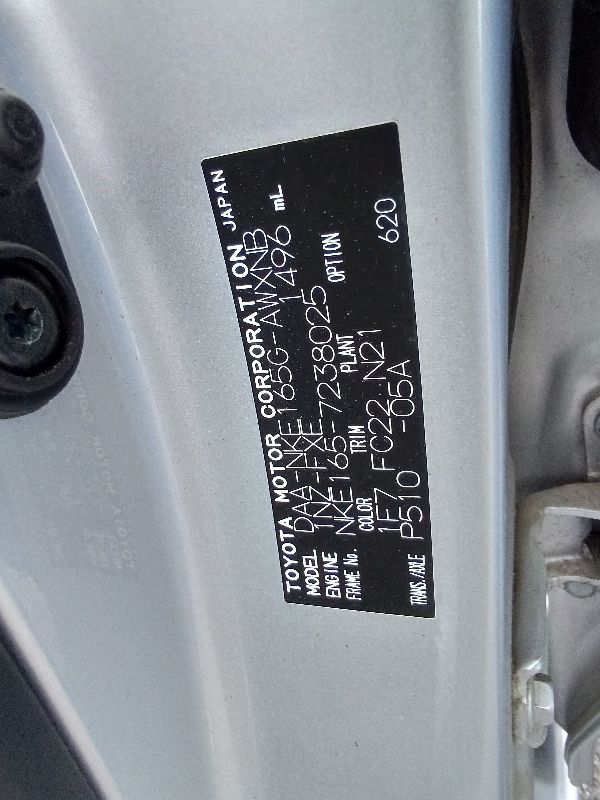 TOYOTA MOTOR CORPORATION JAPAN
MODEL DAA-NKE165G-AWXNB
ENGINE 1NZ-FXE 1496 mL
FRAME No. NKE165-7238025
COLOR TRIM PLANT OPTION
1F7 FC22 N21
TRANS./AXLE P510 -05A 620